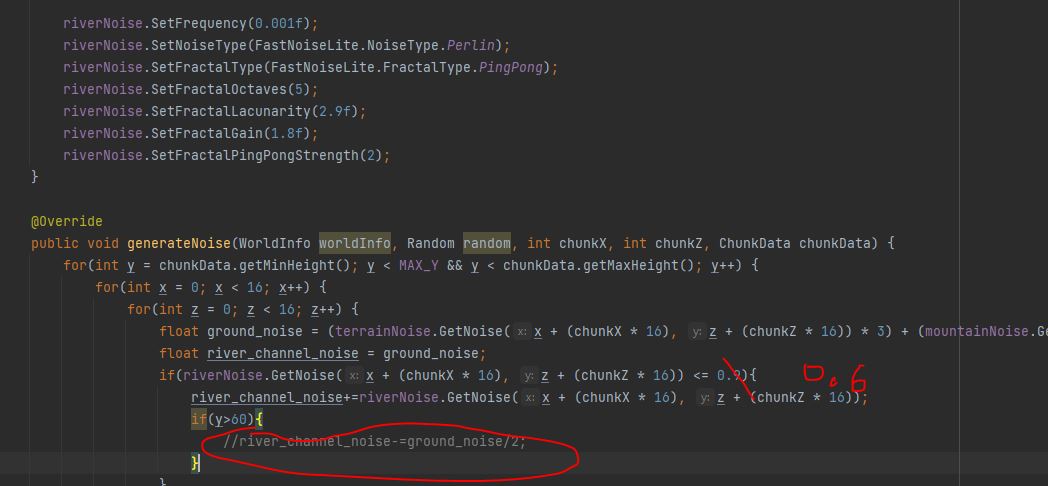 riverNoise.SetFrequency(0.001f);
riverNoise.SetNoiseType(FastNoiseLite.NoiseType.Perlin);
riverNoise.SetFractalType(FastNoiseLite.FractalType.PingPong);
riverNoise.SetFractalOctaves(5);
riverNoise.SetFractalLacunarity(2.9f);
riverNoise.SetFractalGain(1.8f);
riverNoise.SetFractalPingPongStrength(2);
}
@Override
public void generateNoise(WorldInfo worldInfo, Random random, int chunkX, int chunkZ, ChunkData chunkData) {
for(int y = chunkData.getMinHeight(); y < MAX_Y && y < chunkData.getMaxHeight(); y++) {
for(int x = 0; x < 16; x++) {
for(int z = 0; z < 16; z++) {
float ground_noise = (terrainNoise.GetNoise( x: x + (chunkX * 16), y: z + (chunkZ * 16)) * 3) + (mountainNoise.Ge
float river_channel_noise = ground_noise;
if(riverNoise.GetNoise( x: x + (chunkX * 16), y: z + (chunkZ * 16)) <= 0.9){ 0.6
river_channel_noise+=riverNoise.GetNoise( x: x + (chunkX * 16), y: z + (chunkZ * 16));
if(y>60){
//river_channel_noise-=ground_noise/2;
}
}